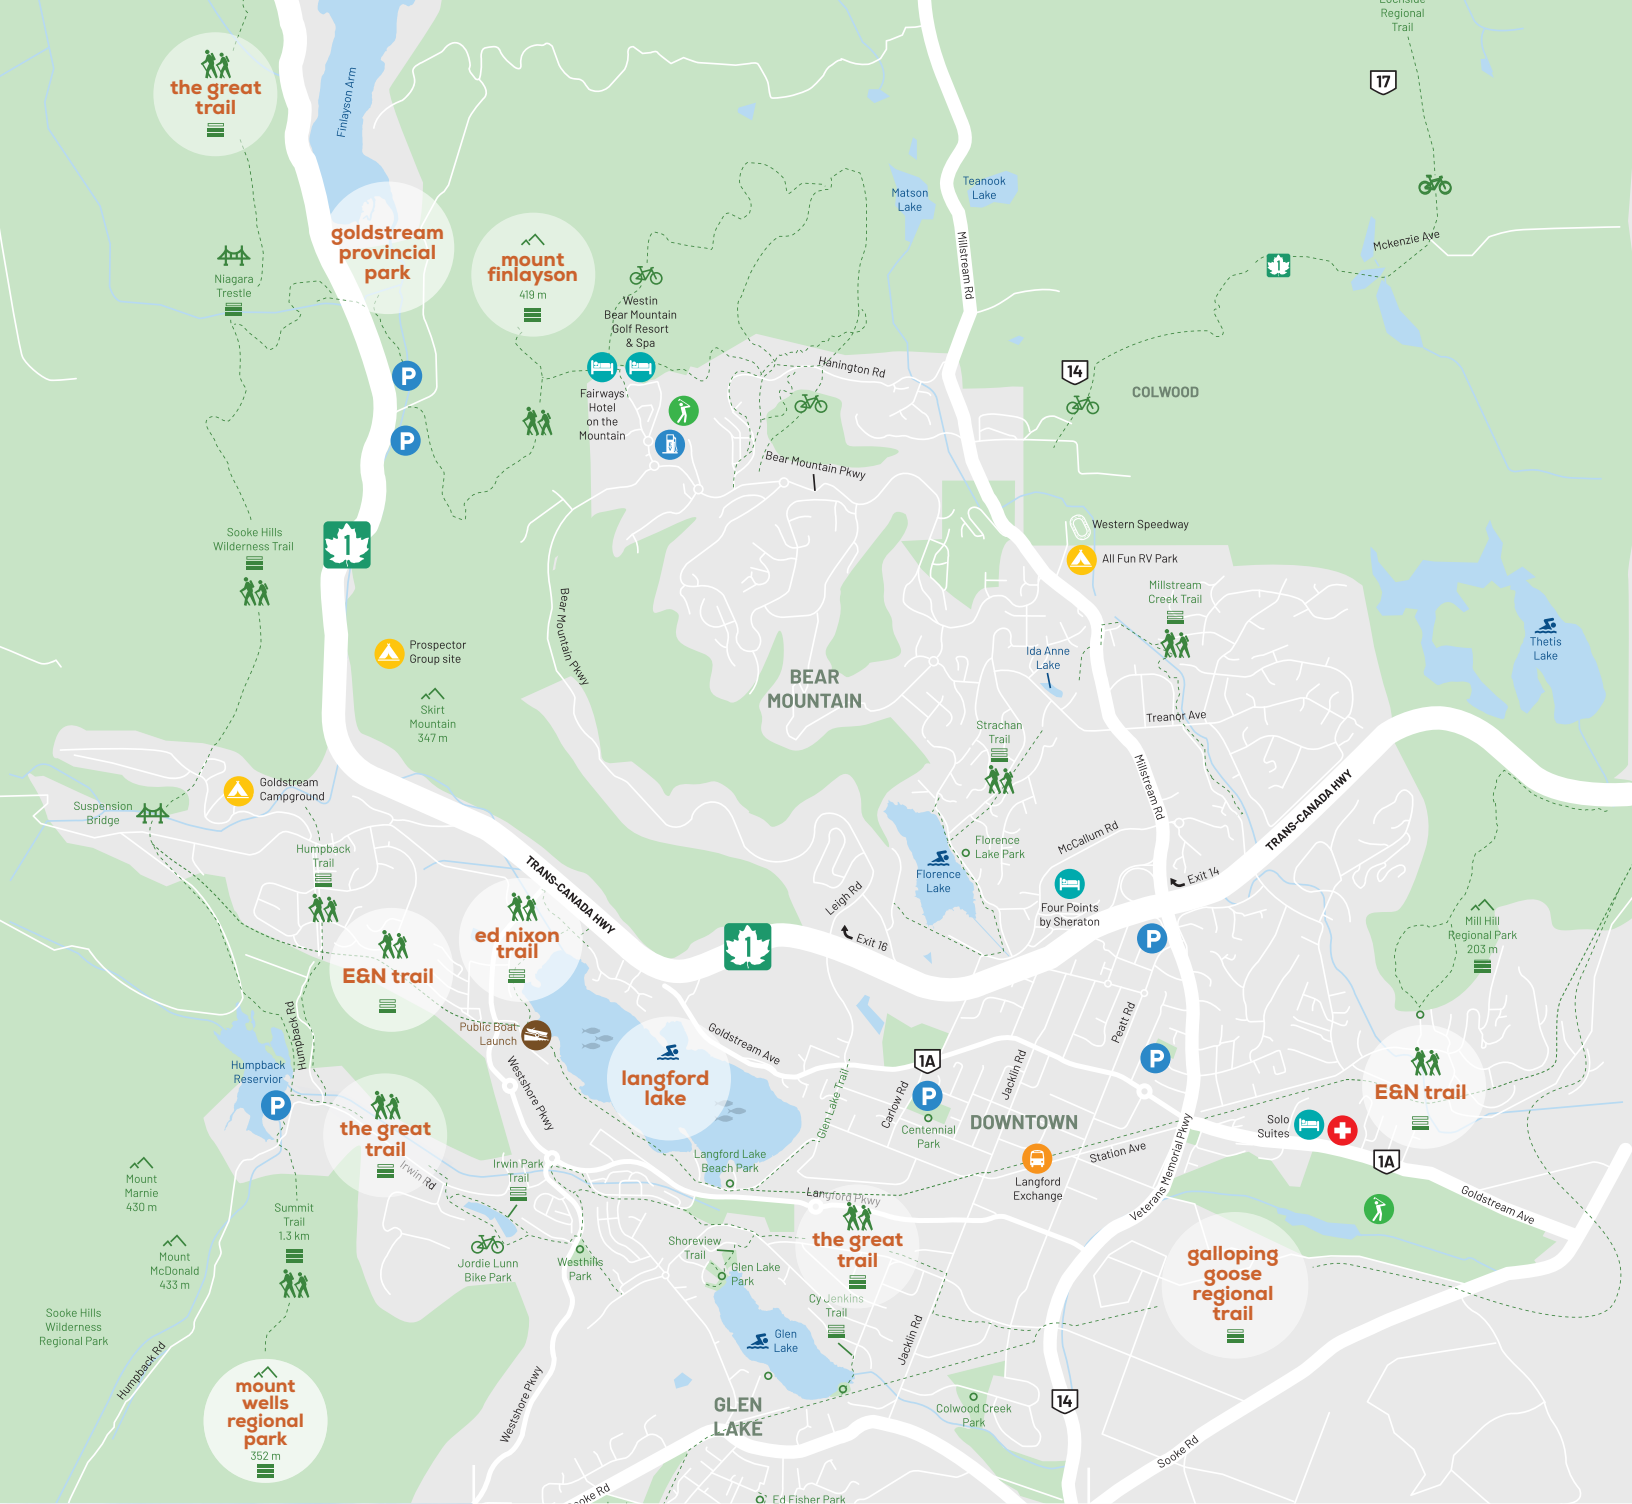 Lochside
Regional
Trail
17
the great
trail
Finlayson Arm
Matson
Lake
Teanook
Lake
Millstream Rd
Mckenzie Ave
1
goldstream
provincial
park
mount
finlayson
419 m
Niagara
Trestle
Westin
Bear Mountain
Golf Resort
& Spa
P
Fairways
Hotel
on the
Mountain
Hanington Rd
14
COLWOOD
P
Bear Mountain Pkwy
Sooke Hills
Wilderness Trail
1
Western Speedway
All Fun RV Park
Millstream
Creek Trail
Bear Mountain Pkwy
Prospector
Group site
Skirt
Mountain
347 m
BEAR
MOUNTAIN
Ida Anne
Lake
Thetis
Lake
Treanor Ave
Strachan
Trail
Millstream Rd
TRANS-CANADA HWY
Goldstream
Campground
Suspension
Bridge
Humpback
Trail
TRANS-CANADA HWY
McCallum Rd
Florence
Lake Park
Florence
Lake
Four Points
by Sheraton
Exit 14
Leigh Rd
Exit 16
1
P
Mill Hill
Regional Park
203 m
E&N trail
ed nixon
trail
Public Boat
Launch
Humpback Rd
Humpback
Reservior
P
Westshore Pkwy
langford
lake
Goldstream Ave
Glen Lake Trail
1A
Carlow Rd
P
Centennial
Park
Jacklin Rd
Peatt Rd
P
DOWNTOWN
E&N trail
Solo
Suites
1A
Goldstream Ave
the great
trail
Irwin Rd
Irwin Park
Trail
Langford Lake
Beach Park
Langford Pkwy
Langford
Exchange
Station Ave
Veterans Memorial Pkwy
Mount
Marnie
430 m
Mount
McDonald
433 m
Summit
Trail
1.3 km
Jordie Lunn
Bike Park
Westhills
Park
Shoreview
Trail
Glen Lake
Park
the great
trail
Cy Jenkins
Trail
galloping
goose
regional
trail
Sooke Hills
Wilderness
Regional Park
Humpback Rd
Glen
Lake
Jacklin Rd
mount
wells
regional
park
352 m
Westshore Pkwy
GLEN
LAKE
Colwood Creek
Park
14
Sooke Rd
Sooke Rd
Ed Fisher Park